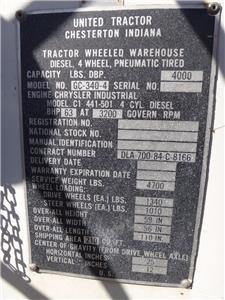 UNITED TRACTOR
CHESTERTON INDIANA
TRACTOR WHEELED WAREHOUSE
DIESEL, 4 WHEEL, PNEUMATIC TIRED
CAPACITY LBS. DBP. 4000
MODEL NO. GC-340-4 SERIAL NO.
ENGINE CHRYSLER INDUSTRIAL
MODEL C1 441-501 4 CYL DIESEL
BHP 63 AT 3200 GOVERN-RPM
REGISTRATION NO.
NATIONAL STOCK NO.
MANUAL IDENTIFICATION
CONTRACT NUMBER DLA-700-84-C-8166
DELIVERY DATE
WARRANTY EXPIRATION DATE
SERVICE WEIGHT LBS. 4700
WHEEL LOADING:
DRIVE WHEELS (EA.) LBS. 1340
STEER WHEELS (EA.) LBS. 1010
OVER-ALL HEIGHT 59 IN
OVER-ALL WIDTH 56 IN
OVER-ALL LENGTH 110 IN
SHIPPING AREA 210 CU.FT.
CENTER OF GRAVITY (FROM DRIVE WHEEL AXLE)
HORIZONTAL INCHES
VERTICAL - INCHES 12
U.S.